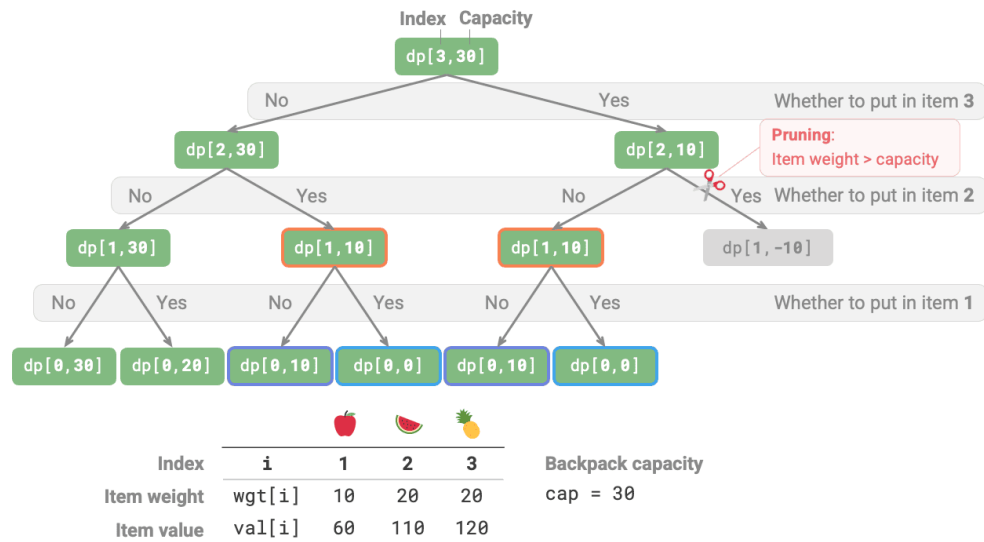 Index Capacity
dp[3,30]
No Yes Whether to put in item 3
Pruning:
Item weight > capacity
dp[2,30] dp[2,10]
No Yes No Yes Whether to put in item 2
dp[1,30] dp[1,10] dp[1,10] dp[1,-10]
No Yes No Yes No Yes Whether to put in item 1
dp[0,30] dp[0,20] dp[0,10] dp[0,0] dp[0,10] dp[0,0]
Index i 1 2 3 Backpack capacity
Item weight wgt[i] 10 20 20 cap = 30
Item value val[i] 60 110 120